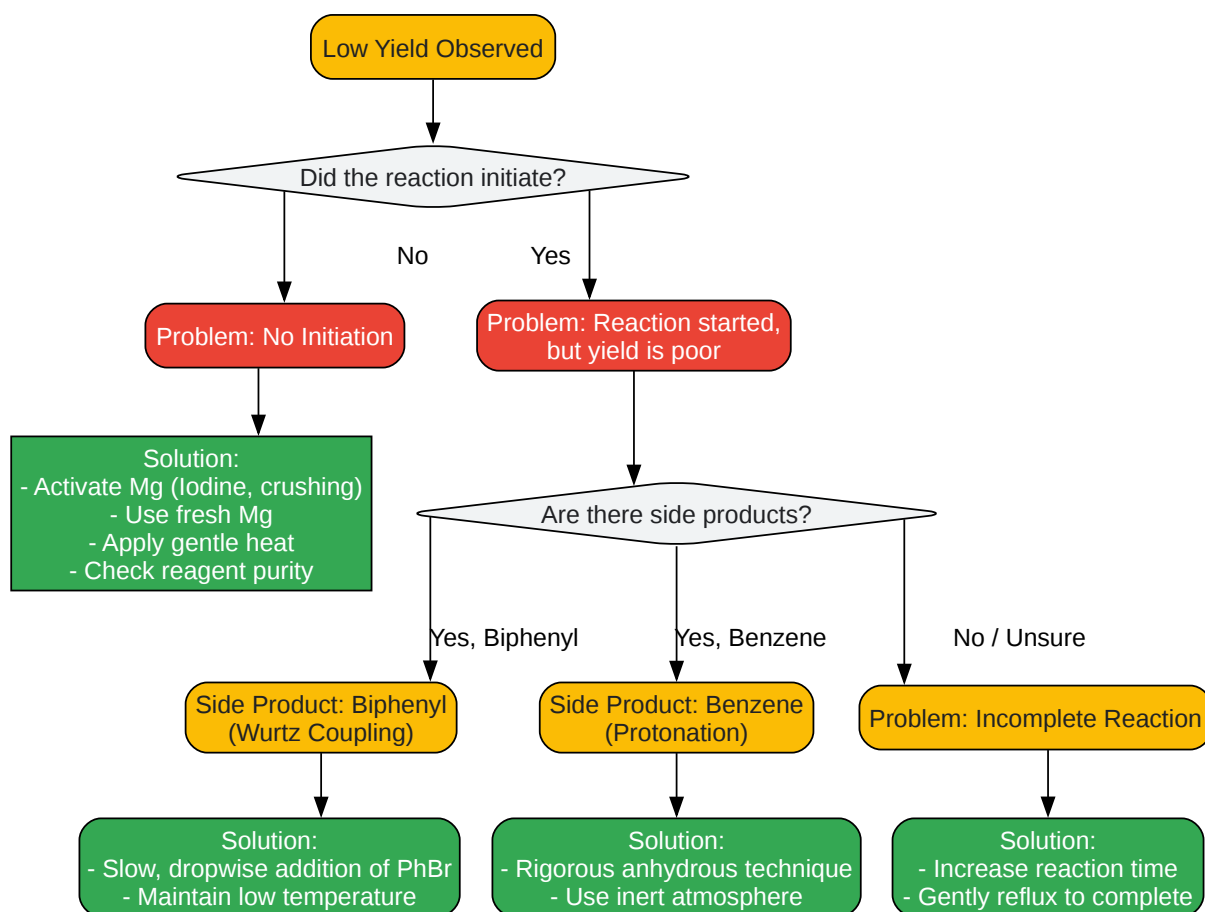 Low Yield Observed
Did the reaction initiate?
No
Yes
Problem: No Initiation
Problem: Reaction started,
but yield is poor
Solution:
- Activate Mg (Iodine, crushing)
- Use fresh Mg
- Apply gentle heat
- Check reagent purity
Are there side products?
Yes, Biphenyl
Yes, Benzene
No / Unsure
Side Product: Biphenyl
(Wurtz Coupling)
Side Product: Benzene
(Protonation)
Problem: Incomplete Reaction
Solution:
- Slow, dropwise addition of PhBr
- Maintain low temperature
Solution:
- Rigorous anhydrous technique
- Use inert atmosphere
Solution:
- Increase reaction time
- Gently reflux to complete